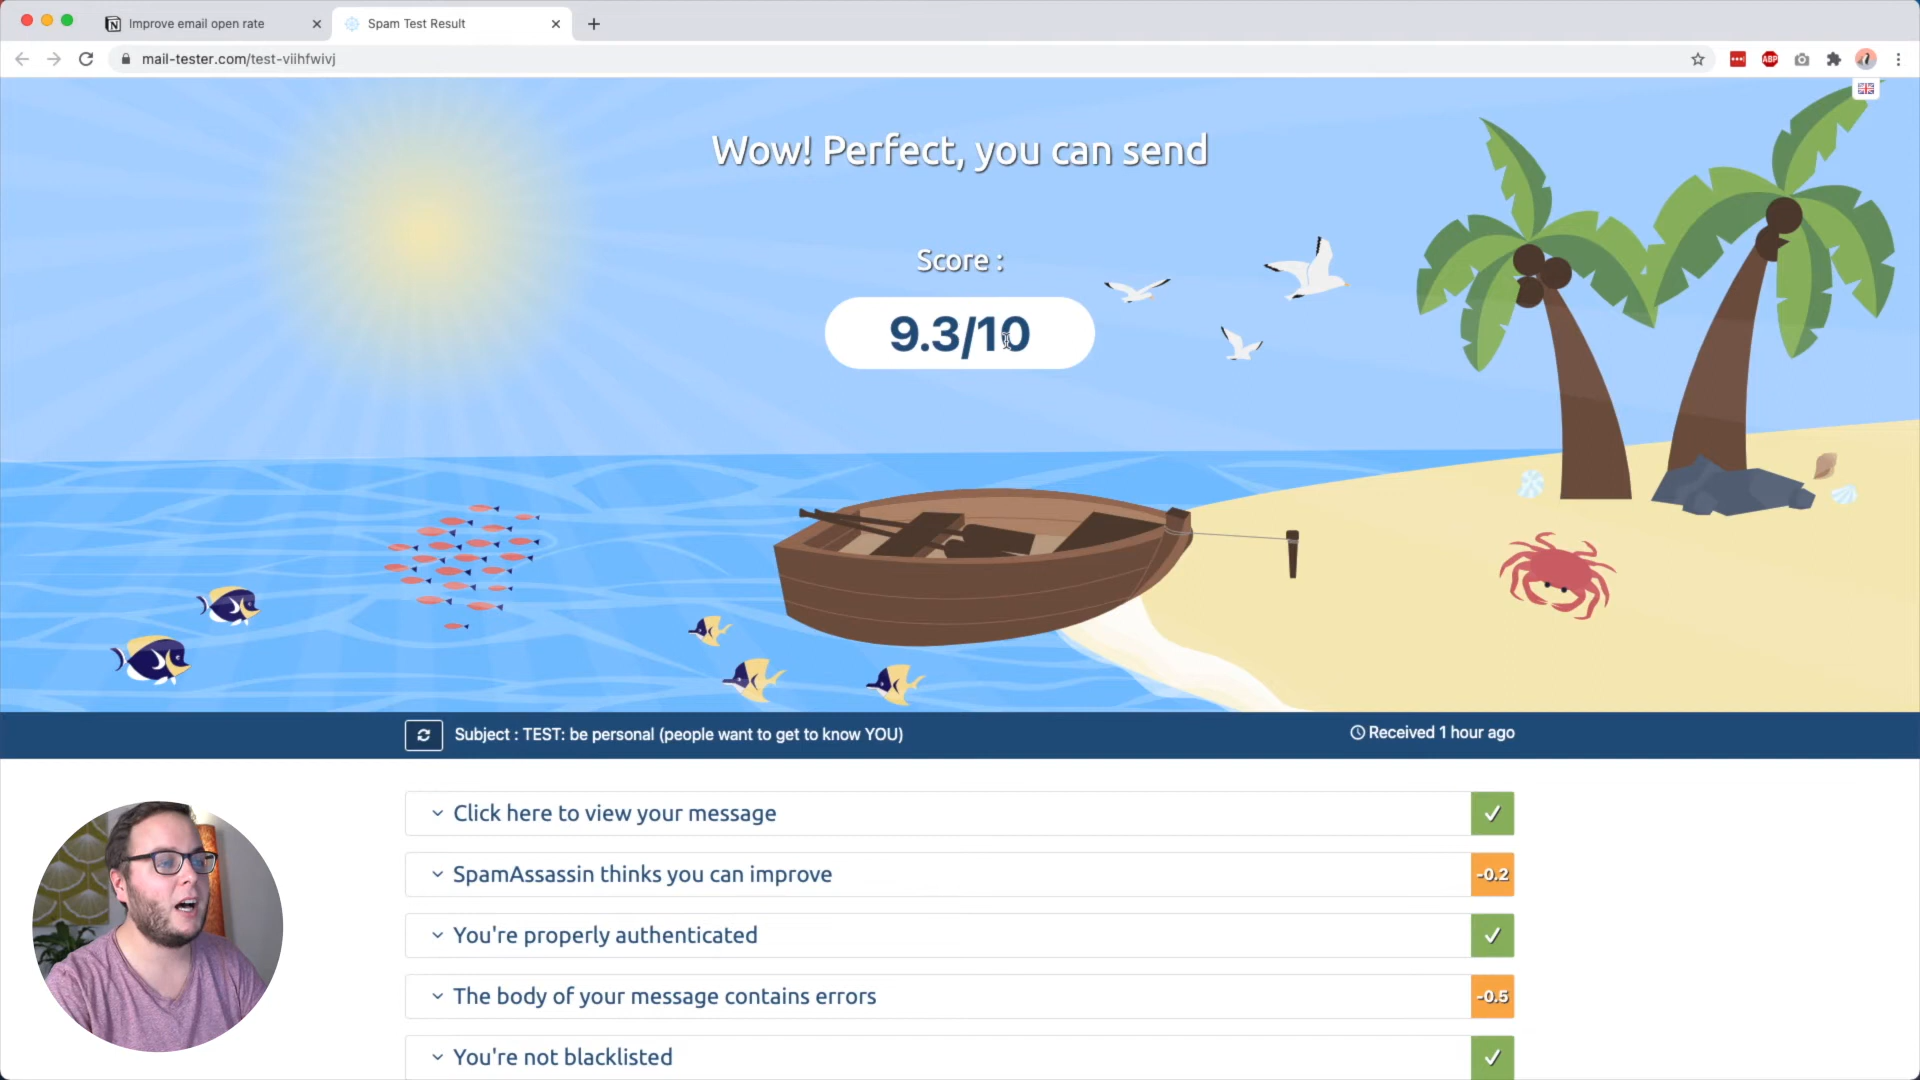 Improve email open rate
Spam Test Result
mail-tester.com/test-viihfwivj
ABP
Wow! Perfect, you can send
Score :
9.3/10
Subject : TEST: be personal (people want to get to know YOU)
Received 1 hour ago
Click here to view your message
SpamAssassin thinks you can improve
-0.2
You're properly authenticated
The body of your message contains errors
-0.5
You're not blacklisted